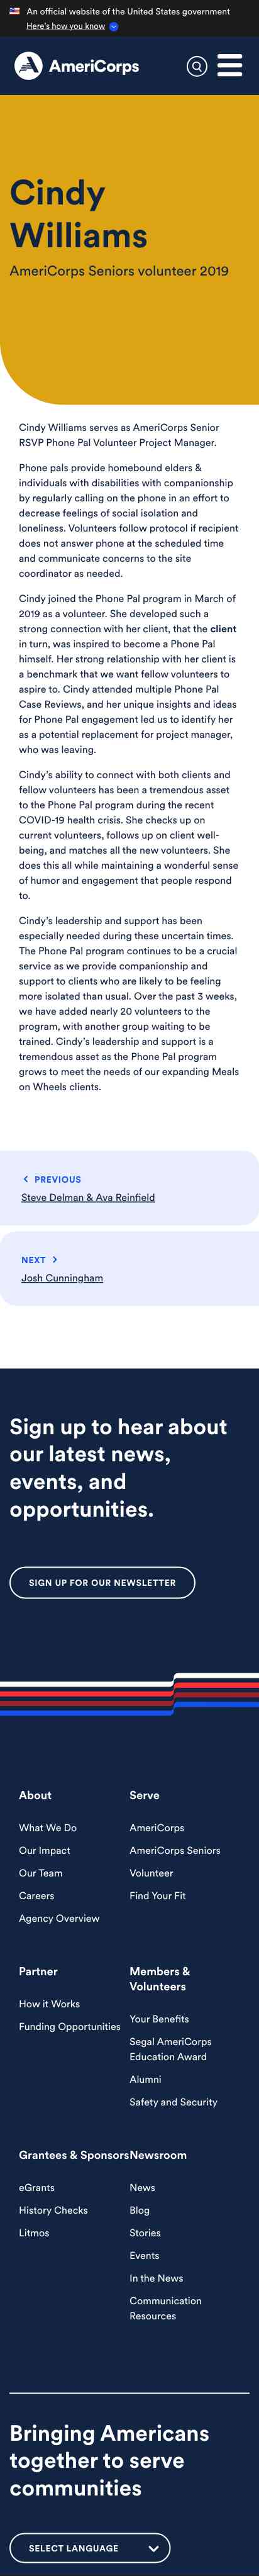 An official website of the United States government
Here's how you know
AmeriCorps
Cindy
Williams
AmeriCorps Seniors volunteer 2019
Cindy Williams serves as AmeriCorps Senior
RSVP Phone Pal Volunteer Project Manager.
Phone pals provide homebound elders &
individuals with disabilities with companionship
by regularly calling on the phone in an effort to
decrease feelings of social isolation and
loneliness. Volunteers follow protocol if recipient
does not answer phone at the scheduled time
and communicate concerns to the site
coordinator as needed.
Cindy joined the Phone Pal program in March of
2019 as a volunteer. She developed such a
strong connection with her client, that the client
in turn, was inspired to become a Phone Pal
himself. Her strong relationship with her client is
a benchmark that we want fellow volunteers to
aspire to. Cindy attended multiple Phone Pal
Case Reviews, and her unique insights and ideas
for Phone Pal engagement led us to identify her
as a potential replacement for project manager,
who was leaving.
Cindy's ability to connect with both clients and
fellow volunteers has been a tremendous asset
to the Phone Pal program during the recent
COVID-19 health crisis. She checks up on
current volunteers, follows up on client well-
being, and matches all the new volunteers. She
does this all while maintaining a wonderful sense
of humor and engagement that people respond
to.
Cindy's leadership and support has been
especially needed during these uncertain times.
The Phone Pal program continues to be a crucial
service as we provide companionship and
support to clients who are likely to be feeling
more isolated than usual. Over the past 3 weeks,
we have added nearly 20 volunteers to the
program, with another group waiting to be
trained. Cindy's leadership and support is a
tremendous asset as the Phone Pal program
grows to meet the needs of our expanding Meals
on Wheels clients.
PREVIOUS
Steve Delman & Ava Reinfield
NEXT
Josh Cunningham
Sign up to hear about
our latest news,
events, and
opportunities.
SIGN UP FOR OUR NEWSLETTER
About
What We Do
Our Impact
Our Team
Careers
Agency Overview
Serve
AmeriCorps
AmeriCorps Seniors
Volunteer
Find Your Fit
Partner
How it Works
Funding Opportunities
Members &
Volunteers
Your Benefits
Segal AmeriCorps
Education Award
Alumni
Safety and Security
Grantees & Sponsors
eGrants
History Checks
Litmos
Newsroom
News
Blog
Stories
Events
In the News
Communication
Resources
Bringing Americans
together to serve
communities
SELECT LANGUAGE